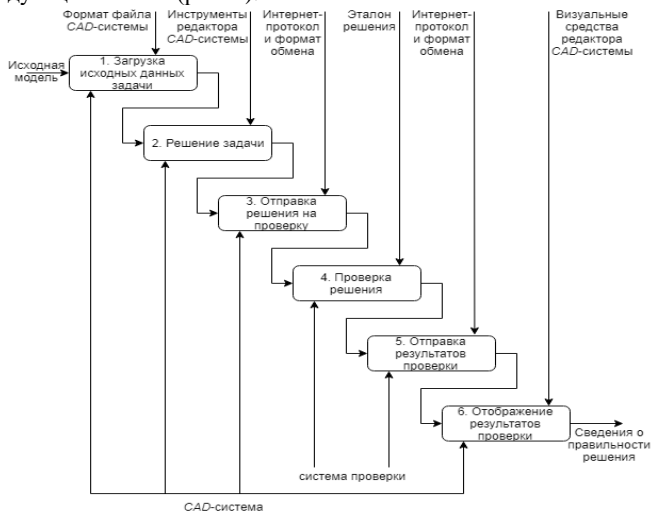 Формат файла
CAD-системы
Инструменты
редактора
CAD-системы
Интернет-
протокол
и формат
обмена
Эталон
решения
Интернет-
протокол
и формат
обмена
Визуальные
средства
редактора
CAD-системы
Исходная
модель
1. Загрузка
исходных данных
задачи
2. Решение задачи
3. Отправка
решения на
проверку
4. Проверка
решения
5. Отправка
результатов
проверки
6. Отображение
результатов
проверки
Сведения о
правильности
решения
система проверки
CAD-система